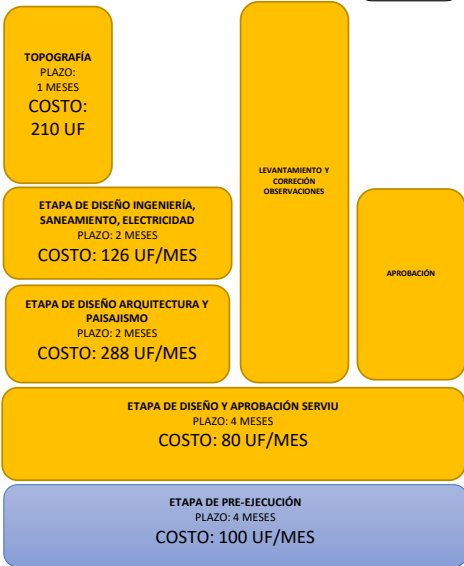 TOPOGRAFÍA
PLAZO:
1 MESES
COSTO:
210 UF
LEVANTAMIENTO Y
CORRECIÓN
OBSERVACIONES
ETAPA DE DISEÑO INGENIERÍA,
SANEAMIENTO, ELECTRICIDAD
PLAZO: 2 MESES
COSTO: 126 UF/MES
APROBACIÓN
ETAPA DE DISEÑO ARQUITECTURA Y
PAISAJISMO
PLAZO: 2 MESES
COSTO: 288 UF/MES
ETAPA DE DISEÑO Y APROBACIÓN SERVIU
PLAZO: 4 MESES
COSTO: 80 UF/MES
ETAPA DE PRE-EJECUCIÓN
PLAZO: 4 MESES
COSTO: 100 UF/MES